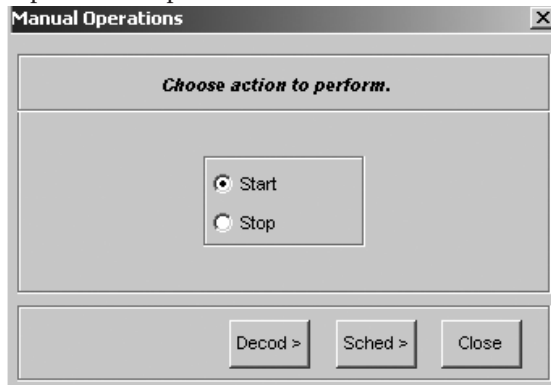 Manual Operations
Choose action to perform.
Start
Stop
Decod > Sched > Close